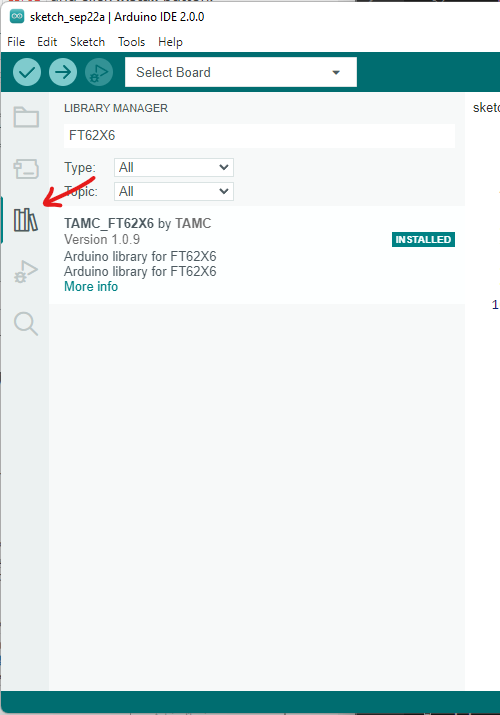 sketch_sep22a | Arduino IDE 2.0.0
File Edit Sketch Tools Help
Select Board
LIBRARY MANAGER
FT62X6
Type: All
Topic: All
TAMC_FT62X6 by TAMC
Version 1.0.9
INSTALLED
Arduino library for FT62X6
Arduino library for FT62X6
More info
sketc
1